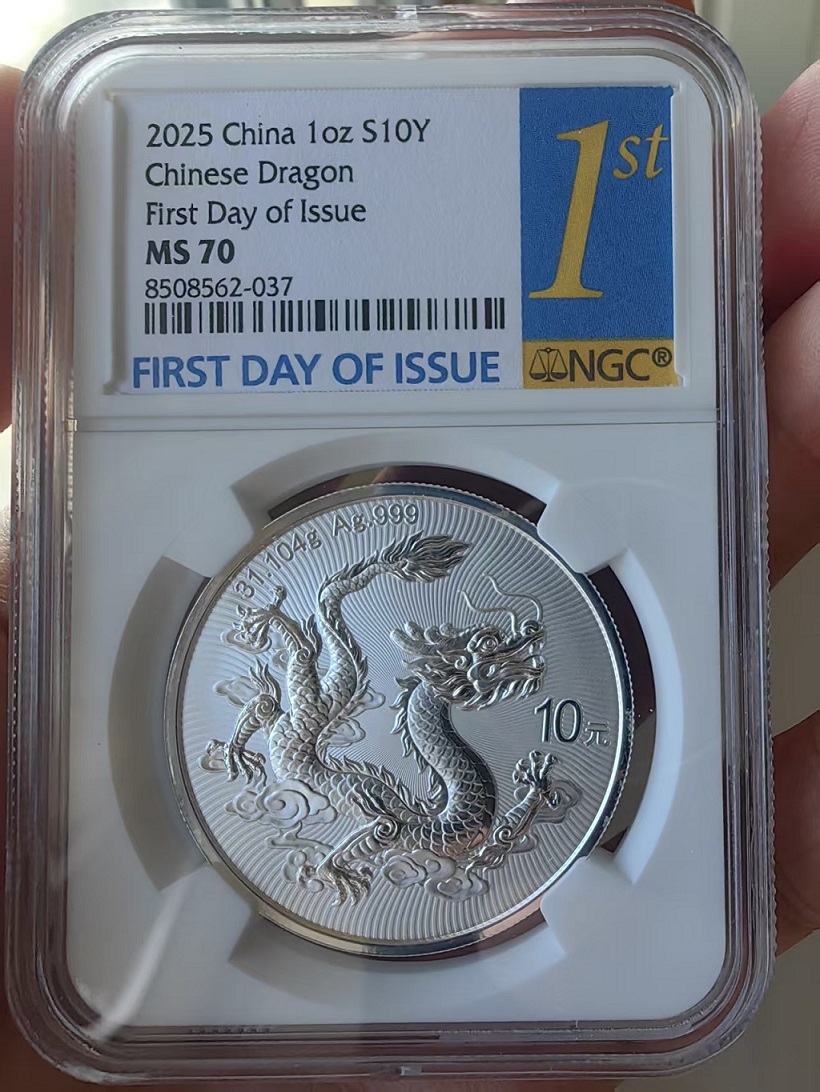 2025 China 1oz S10Y
Chinese Dragon
First Day of Issue
MS 70
8508562-037
FIRST DAY OF ISSUE
1st
NGC®
31.104g Ag.999
10元